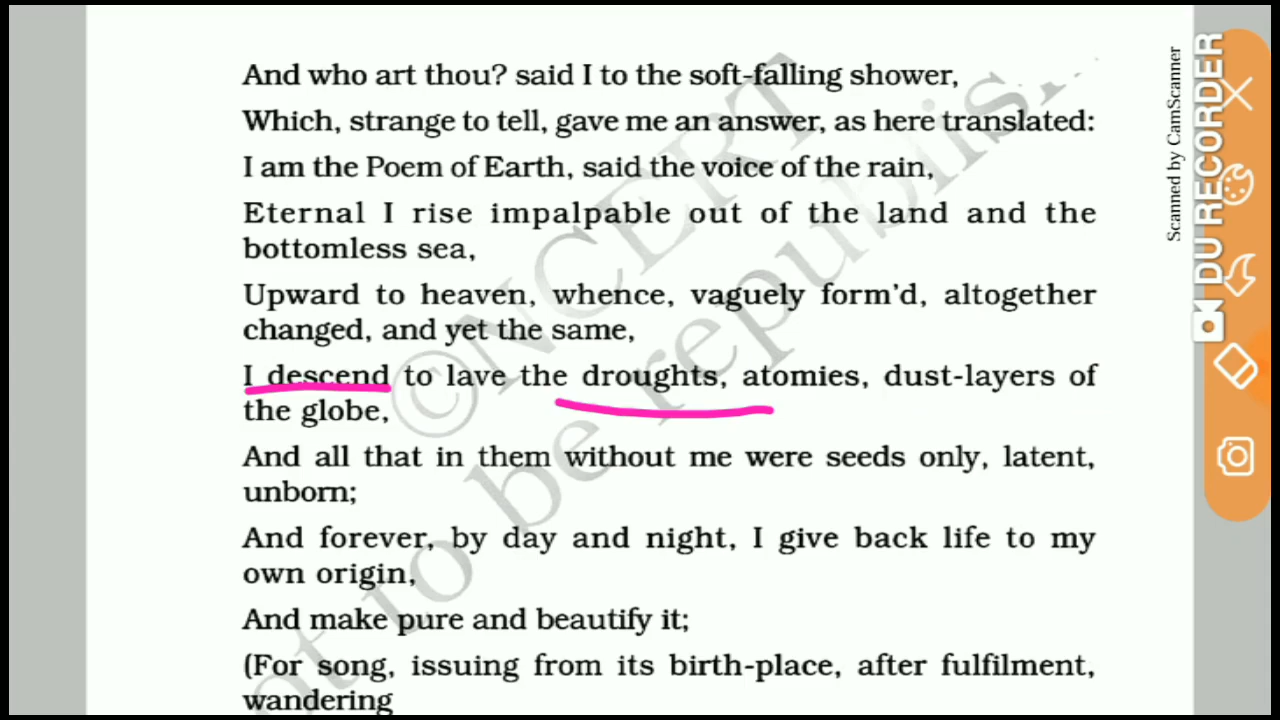 And who art thou? said I to the soft-falling shower,
Which, strange to tell, gave me an answer, as here translated:
I am the Poem of Earth, said the voice of the rain,
Eternal I rise impalpable out of the land and the
bottomless sea,
Upward to heaven, whence, vaguely form'd, altogether
changed, and yet the same,
I descend to lave the droughts, atomies, dust-layers of
the globe,
And all that in them without me were seeds only, latent,
unborn;
And forever, by day and night, I give back life to my
own origin,
And make pure and beautify it;
(For song, issuing from its birth-place, after fulfilment,
wandering
©NCERT
not to be republis
Scanned by CamScanner
DU RECORDER